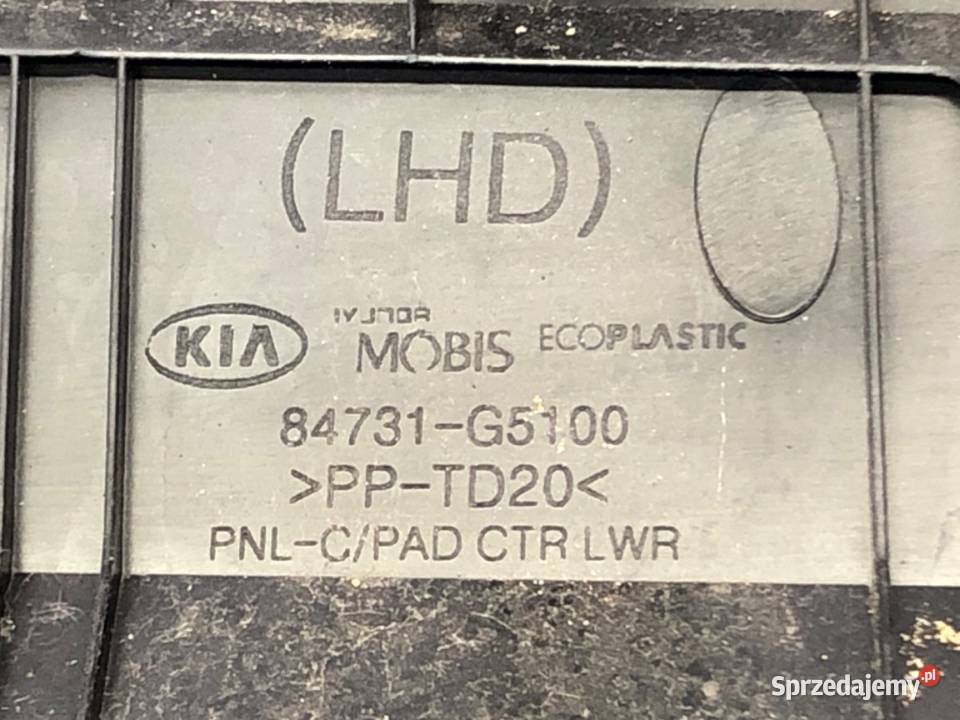 (LHD)
KIA
MOBIS ECOPLASTIC
84731-G5100
>PP-TD20<
PNL-C/PAD CTR LWR
Sprzedajemy.pl